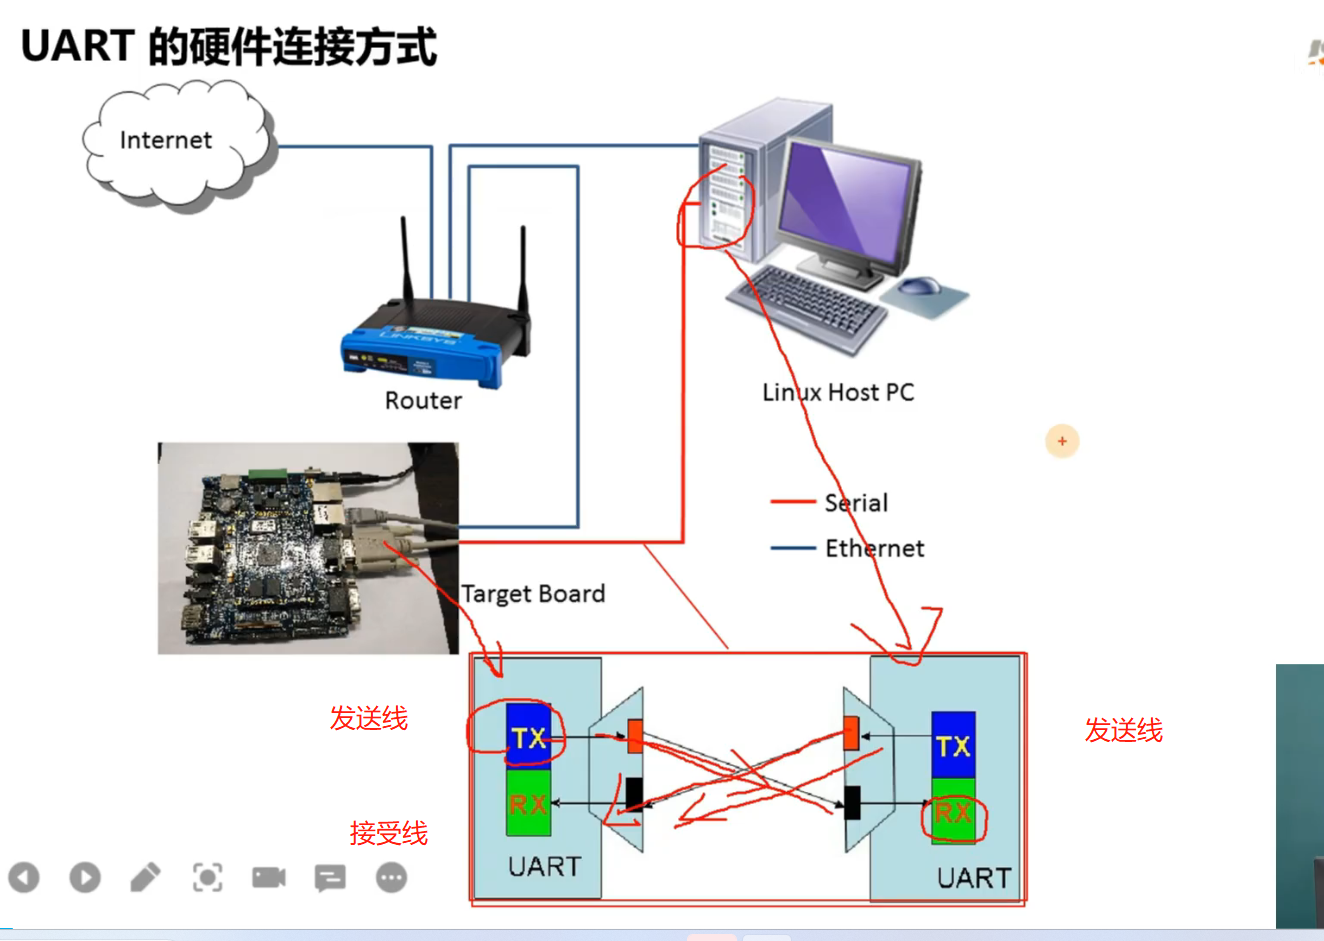 UART 的硬件连接方式
Internet
LINKSYS
Router
Linux Host PC
Serial
Ethernet
Target Board
发送线
TX
TX
发送线
RX
RX
接受线
UART
UART